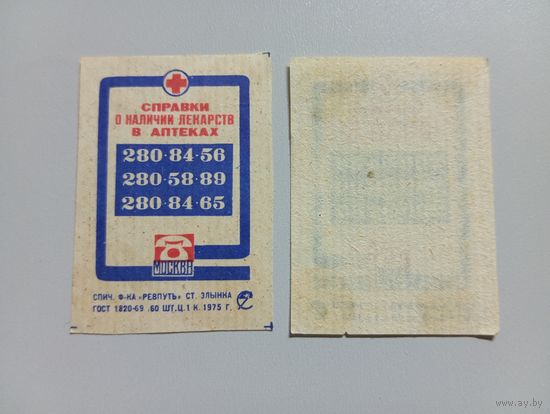 СПРАВКИ
О НАЛИЧИИ ЛЕКАРСТВ
В АПТЕКАХ
280-84-56
280-58-89
280-84-65
МОСКВА
СПИЧ. Ф-КА «РЕВПУТЬ» СТ. ЗЛЫНКА
ГОСТ 1820-69 .60 ШТ.Ц.1 К. 1975 Г.
www.ay.by